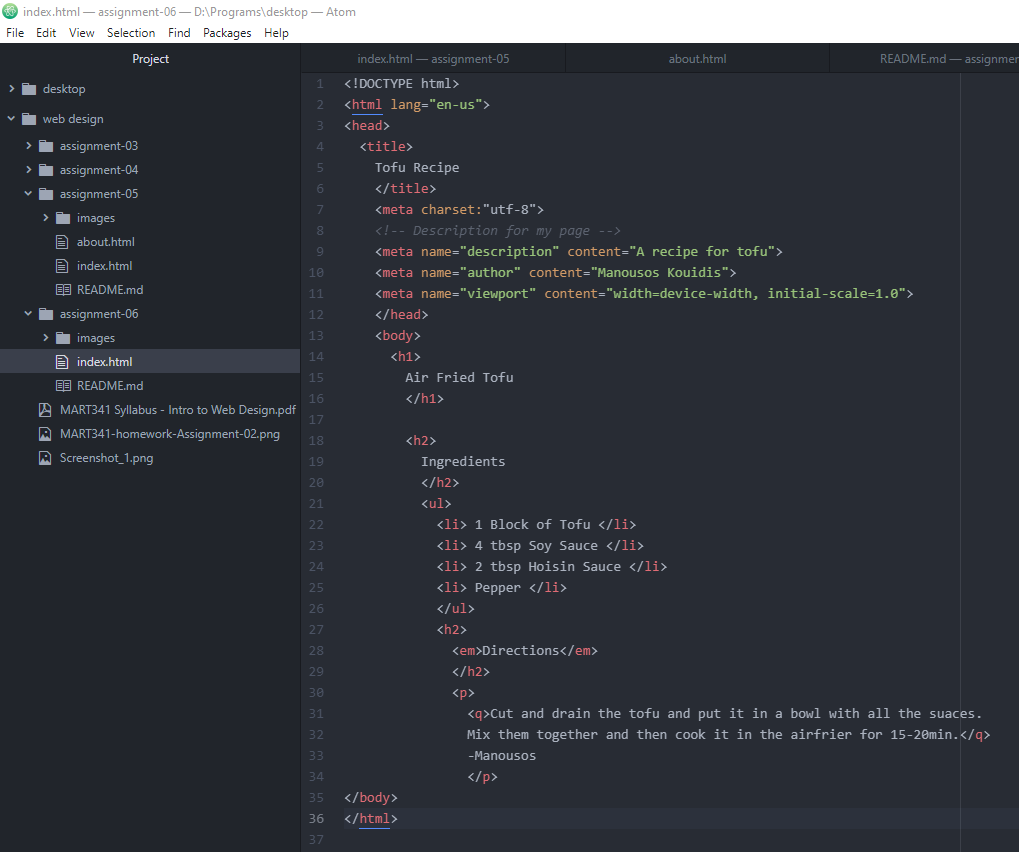 index.html — assignment-06 — D:\Programs\desktop — Atom
File Edit View Selection Find Packages Help
Project
desktop
web design
assignment-03
assignment-04
assignment-05
images
about.html
index.html
README.md
assignment-06
images
index.html
README.md
MART341 Syllabus - Intro to Web Design.pdf
MART341-homework-Assignment-02.png
Screenshot_1.png
index.html — assignment-05 about.html README.md — assignmen
1 <!DOCTYPE html>
2 <html lang="en-us">
3 <head>
4 <title>
5 Tofu Recipe
6 </title>
7 <meta charset:"utf-8">
8 <!-- Description for my page -->
9 <meta name="description" content="A recipe for tofu">
10 <meta name="author" content="Manousos Kouidis">
11 <meta name="viewport" content="width=device-width, initial-scale=1.0">
12 </head>
13 <body>
14 <h1>
15 Air Fried Tofu
16 </h1>
17
18 <h2>
19 Ingredients
20 </h2>
21 <ul>
22 <li> 1 Block of Tofu </li>
23 <li> 4 tbsp Soy Sauce </li>
24 <li> 2 tbsp Hoisin Sauce </li>
25 <li> Pepper </li>
26 </ul>
27 <h2>
28 <em>Directions</em>
29 </h2>
30 <p>
31 <q>Cut and drain the tofu and put it in a bowl with all the suaces.
32 Mix them together and then cook it in the airfrier for 15-20min.</q>
33 -Manousos
34 </p>
35 </body>
36 </html>
37